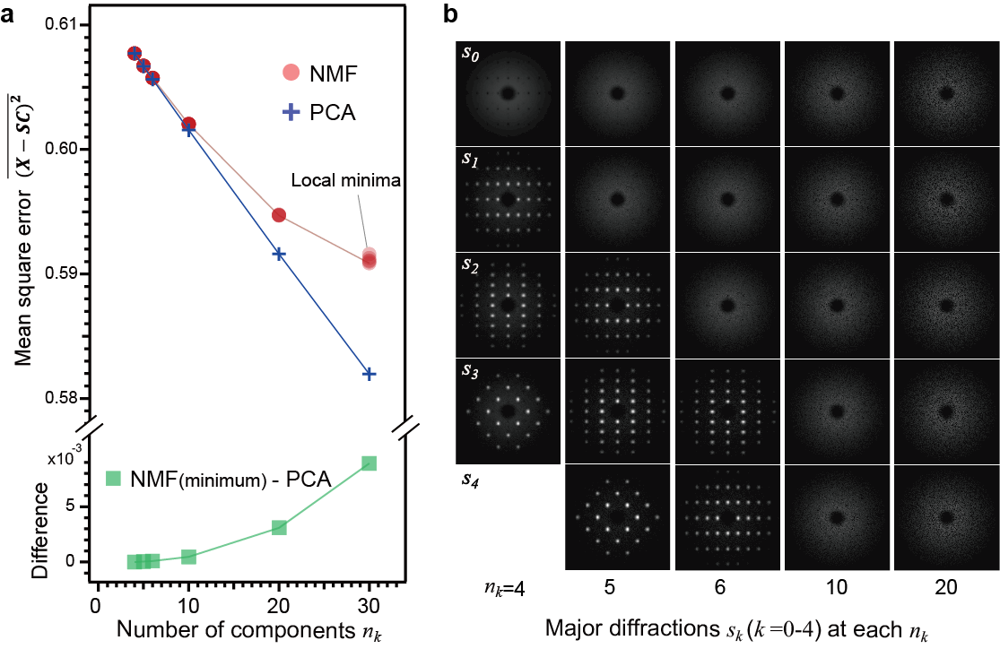 a
0.61
0.60
0.59
0.58
Mean square error (X − SC)²
NMF
PCA
Local minima
x10⁻³
5
0
Difference
NMF(minimum) - PCA
0 10 20 30
Number of components nₖ
b
s₀
s₁
s₂
s₃
s₄
nₖ=4 5 6 10 20
Major diffractions sₖ (k =0-4) at each nₖ